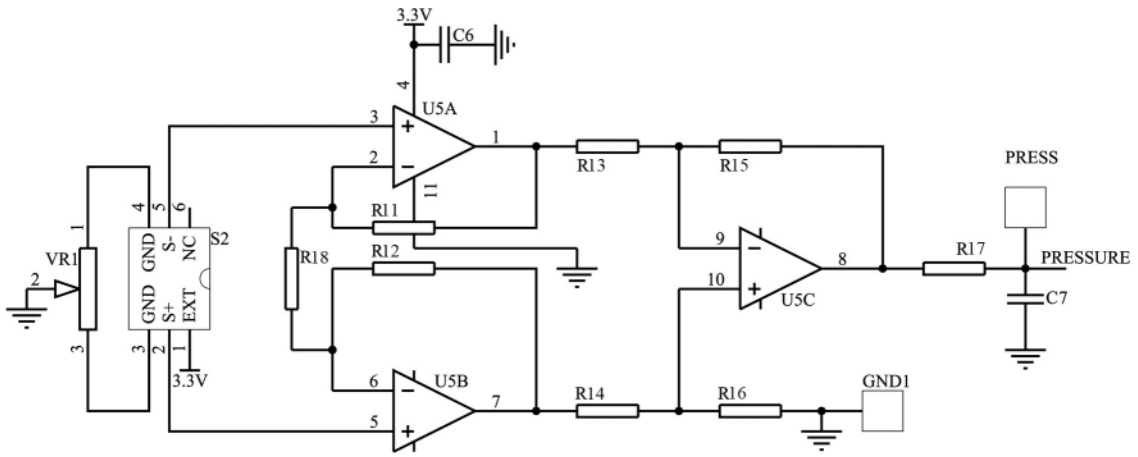 3.3V
C6
4
U5A
3
1
2
11
R13
R15
PRESS
R11
4
5
6
1
GND
S-
NC
S2
VR1
2
R18
R12
9
8
R17
PRESSURE
10
U5C
C7
GND
S+
EXT
3
3
2
1
3.3V
6
U5B
7
5
R14
R16
GND1